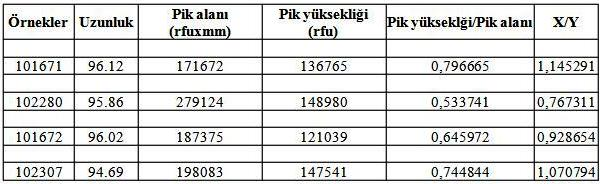 Örnekler Uzunluk Pik alanı (rfuxmm) Pik yüksekliği (rfu) Pik yükseklği/Pik alanı X/Y
101671 96.12 171672 136765 0,796665 1,145291
102280 95.86 279124 148980 0,533741 0,767311
101672 96.02 187375 121039 0,645972 0,928654
102307 94.69 198083 147541 0,744844 1,070794